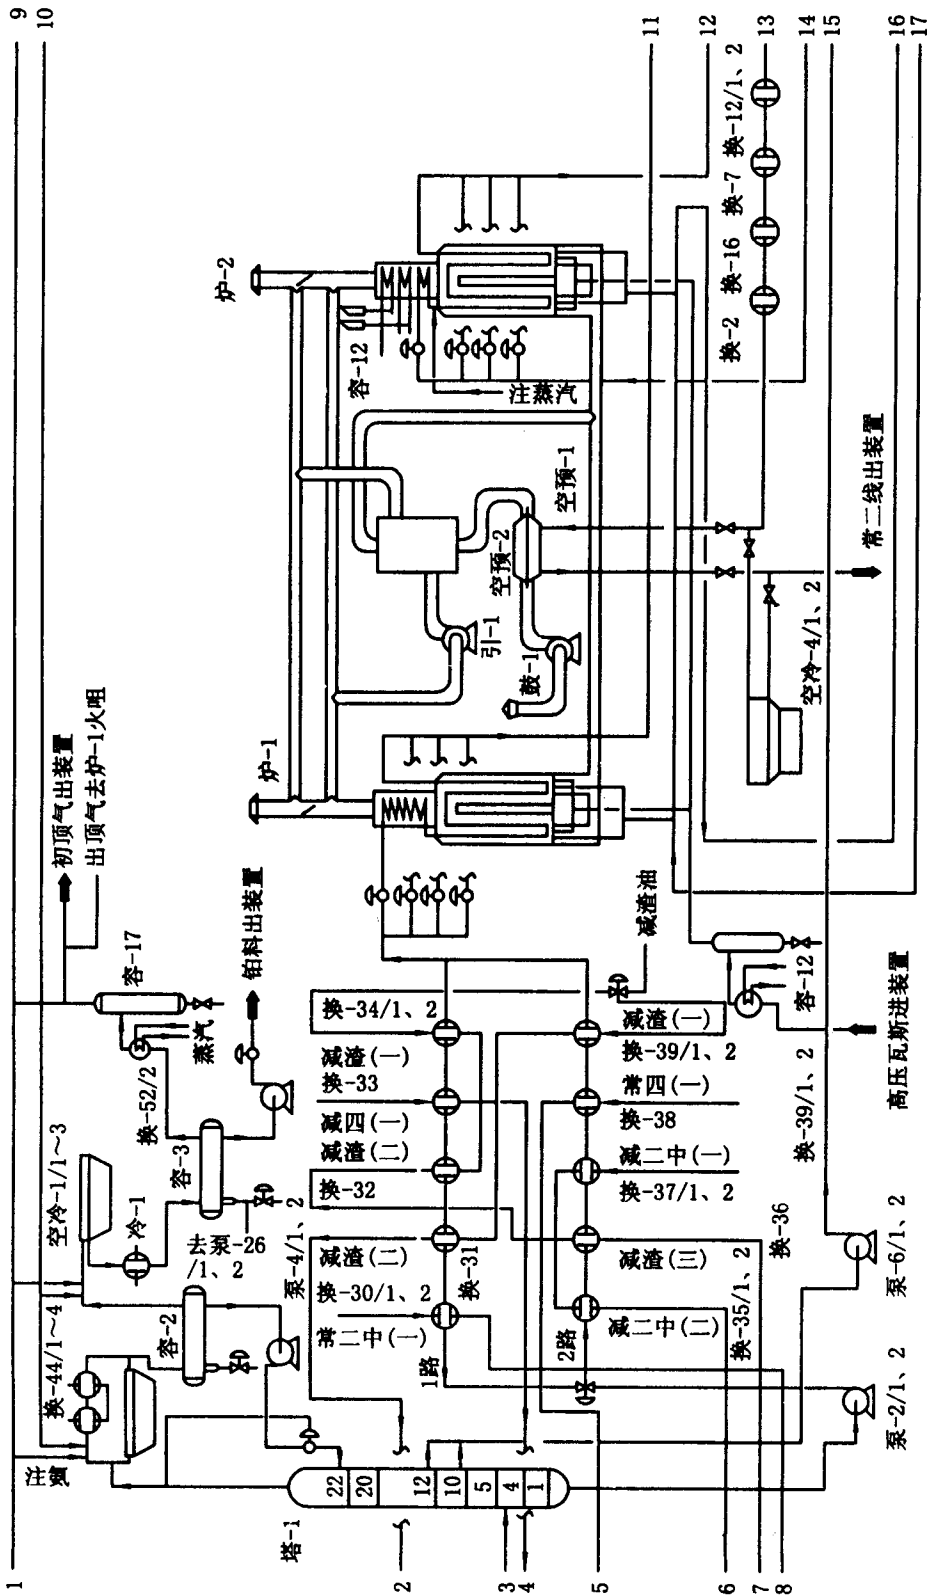 9
10
11
12
13
14
15
16
17
初顶气出装置
出顶气去炉-1火咀
容-17
蒸汽
换-52/2
铂料出装置
空冷-1/1～3
冷-1
容-3
去泵-26
/1、2
换-44/1～4
容-2
注氨
泵-4/1、2
塔-1
22
20
12
10
5
4
1
炉-2
容-12
注蒸汽
换-12/1、2
换-7
换-16
换-2
空预-1
空预-2
引-1
鼓-1
炉-1
常二线出装置
空冷-4/1、2
换-34/1、2
减渣(一)
换-33
减四(一)
减渣(二)
换-32
减渣(二)
换-31
换-30/1、2
常二中(一)
1路
减渣油
减渣(一)
换-39/1、2
常四(一)
换-38
减二中(一)
换-37/1、2
减渣(三)
换-36
换-35/1、2
减二中(二)
2路
容-12
高压瓦斯进装置
换-39/1、2
泵-6/1、2
泵-2/1、2
1
2
3
4
5
6
7
8